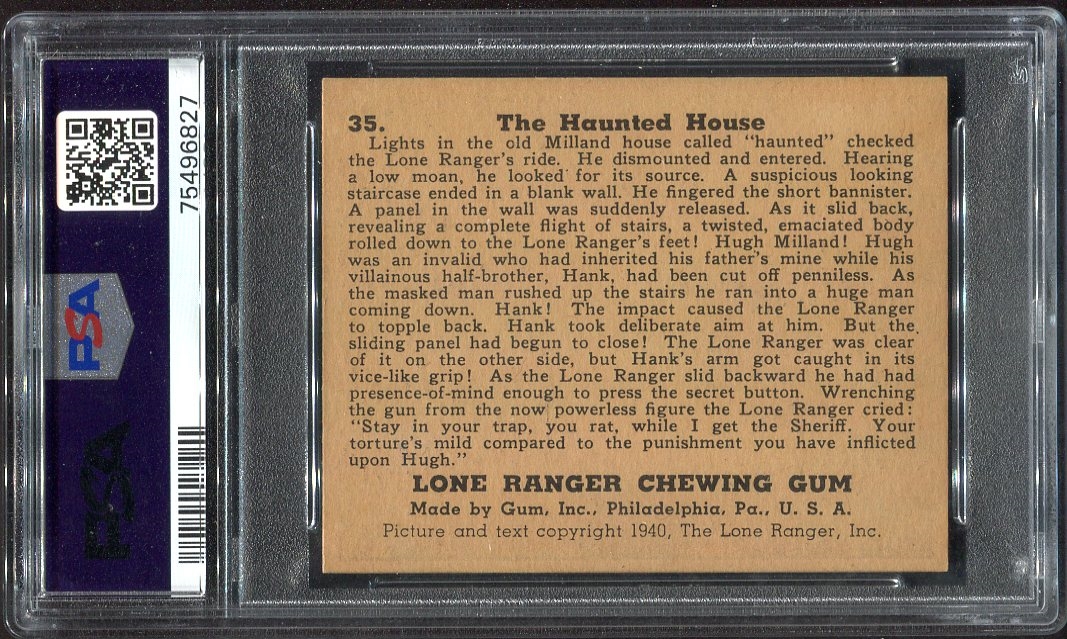 75496827
PSA
PSA
35. The Haunted House
Lights in the old Milland house called "haunted" checked
the Lone Ranger's ride. He dismounted and entered. Hearing
a low moan, he looked for its source. A suspicious looking
staircase ended in a blank wall. He fingered the short bannister.
A panel in the wall was suddenly released. As it slid back,
revealing a complete flight of stairs, a twisted, emaciated body
rolled down to the Lone Ranger's feet! Hugh Milland! Hugh
was an invalid who had inherited his father's mine while his
villainous half-brother, Hank, had been cut off penniless. As
the masked man rushed up the stairs he ran into a huge man
coming down. Hank! The impact caused the Lone Ranger
to topple back. Hank took deliberate aim at him. But the
sliding panel had begun to close! The Lone Ranger was clear
of it on the other side, but Hank's arm got caught in its
vice-like grip! As the Lone Ranger slid backward he had had
presence-of-mind enough to press the secret button. Wrenching
the gun from the now powerless figure the Lone Ranger cried:
"Stay in your trap, you rat, while I get the Sheriff. Your
torture's mild compared to the punishment you have inflicted
upon Hugh."
LONE RANGER CHEWING GUM
Made by Gum, Inc., Philadelphia, Pa., U. S. A.
Picture and text copyright 1940, The Lone Ranger, Inc.